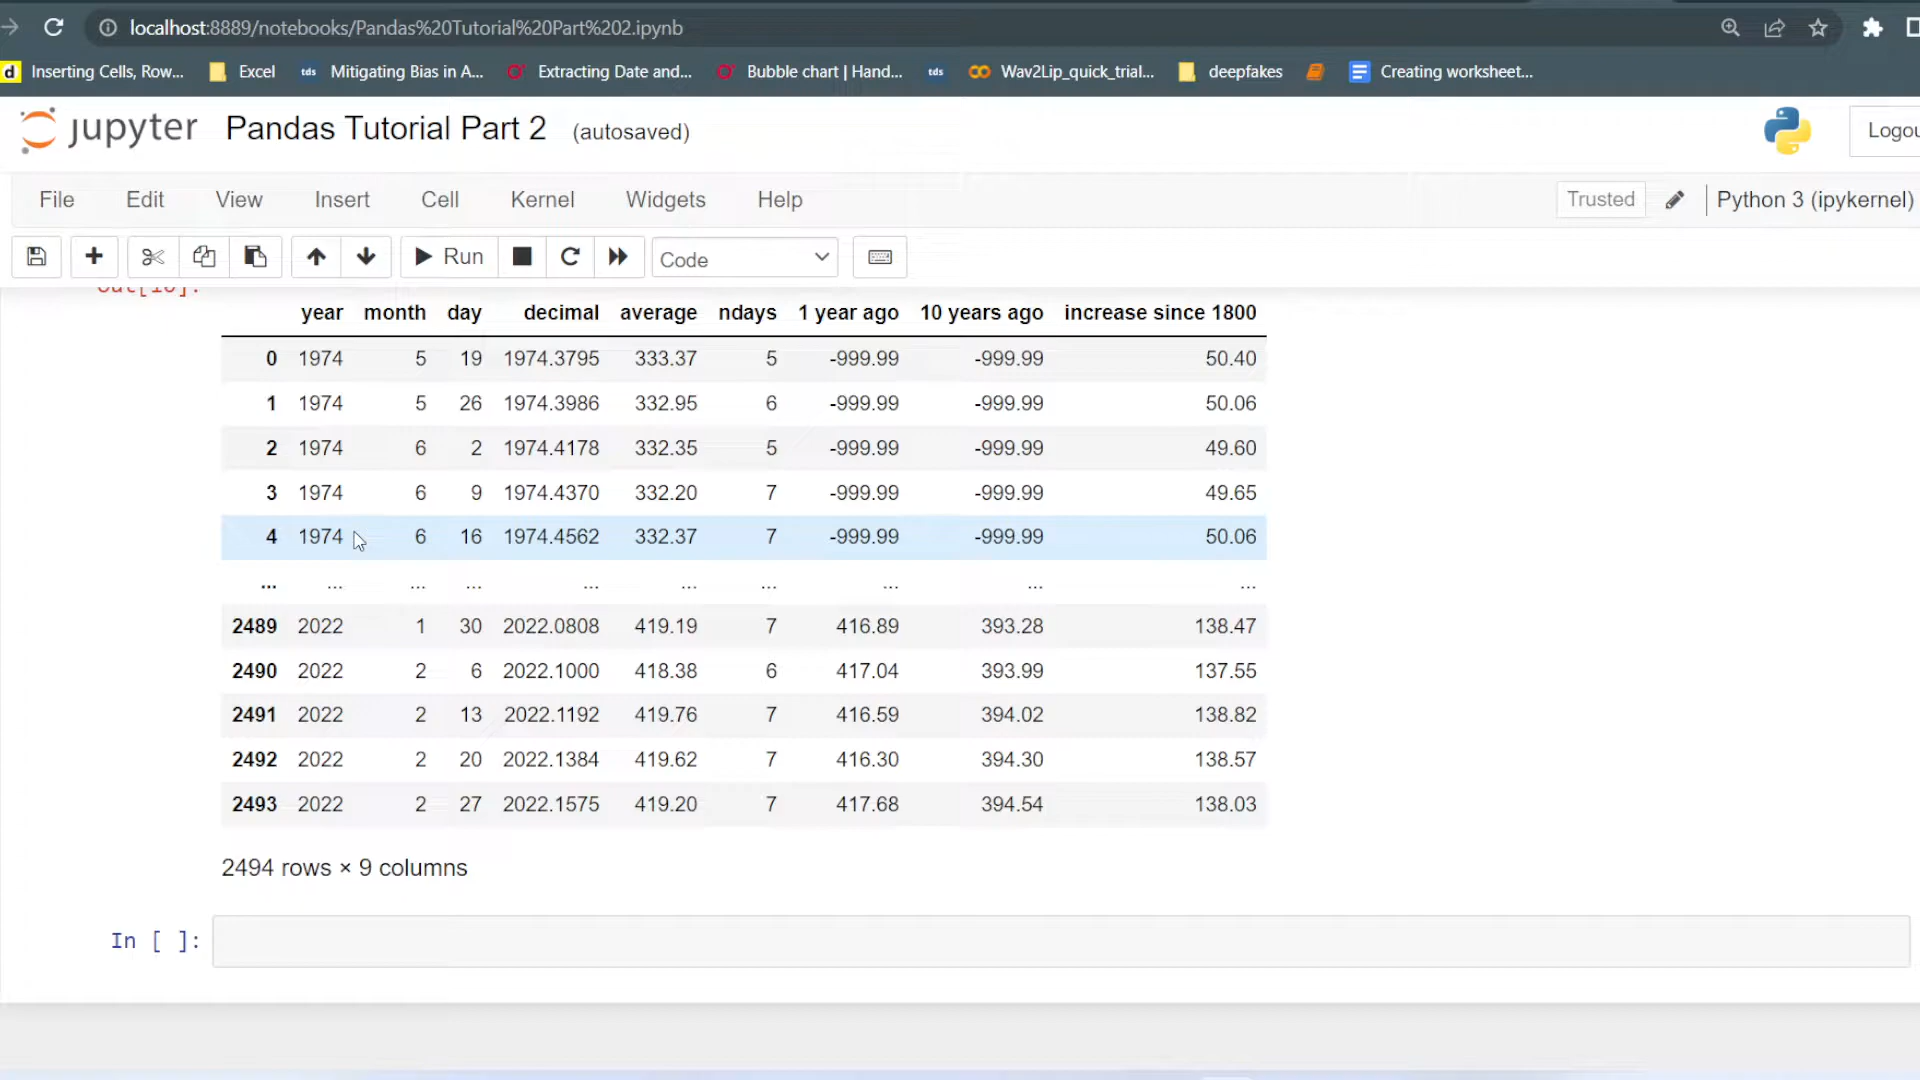 localhost:8889/notebooks/Pandas%20Tutorial%20Part%202.ipynb
d Inserting Cells, Row... Excel tds Mitigating Bias in A... Extracting Date and... Bubble chart | Hand... tds Wav2Lip_quick_trial... deepfakes Creating worksheet...
jupyter Pandas Tutorial Part 2 (autosaved) Logou
File Edit View Insert Cell Kernel Widgets Help Trusted Python 3 (ipykernel)
Run Code
year month day decimal average ndays 1 year ago 10 years ago increase since 1800
0 1974 5 19 1974.3795 333.37 5 -999.99 -999.99 50.40
1 1974 5 26 1974.3986 332.95 6 -999.99 -999.99 50.06
2 1974 6 2 1974.4178 332.35 5 -999.99 -999.99 49.60
3 1974 6 9 1974.4370 332.20 7 -999.99 -999.99 49.65
4 1974 6 16 1974.4562 332.37 7 -999.99 -999.99 50.06
... ... ... ... ... ... ... ... ... ...
2489 2022 1 30 2022.0808 419.19 7 416.89 393.28 138.47
2490 2022 2 6 2022.1000 418.38 6 417.04 393.99 137.55
2491 2022 2 13 2022.1192 419.76 7 416.59 394.02 138.82
2492 2022 2 20 2022.1384 419.62 7 416.30 394.30 138.57
2493 2022 2 27 2022.1575 419.20 7 417.68 394.54 138.03
2494 rows × 9 columns
In [ ]: